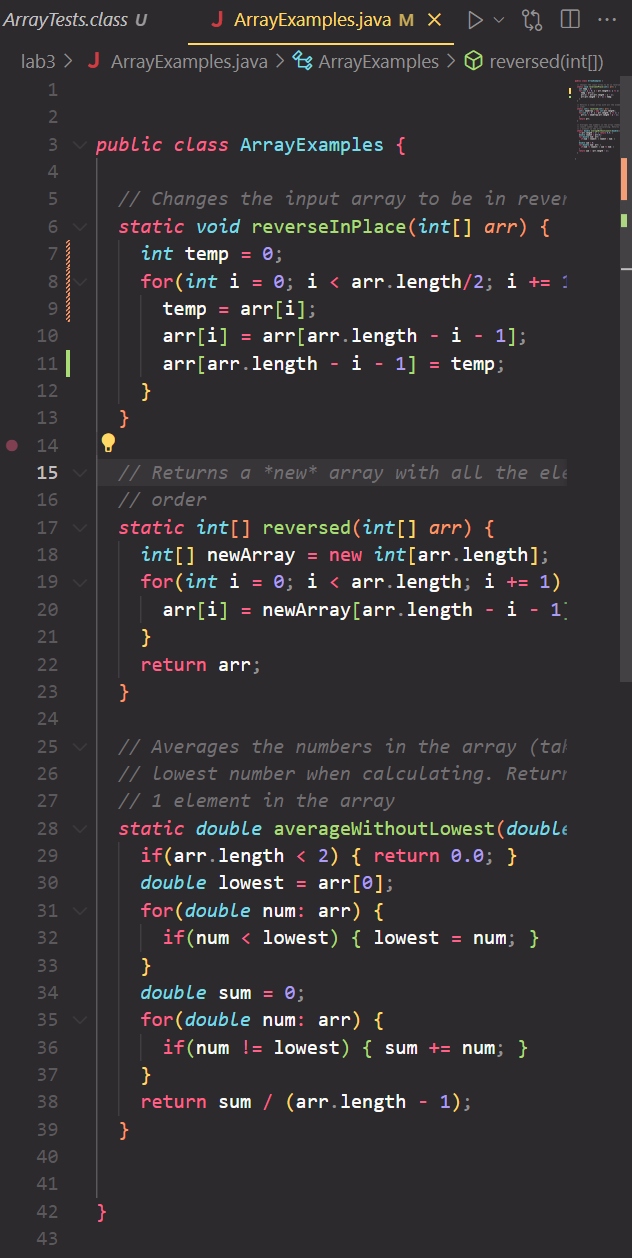 ArrayTests.class U
J ArrayExamples.java M
lab3 > J ArrayExamples.java > ArrayExamples > reversed(int[])
1
2
3 public class ArrayExamples {
4
5 // Changes the input array to be in
6 static void reverseInPlace(int[] arr) {
7 int temp = 0;
8 for(int i = 0; i < arr.length/2; i += 1
9 temp = arr[i];
10 arr[i] = arr[arr.length - i - 1];
11 arr[arr.length - i - 1] = temp;
12 }
13 }
14
15 // Returns a *new* array with all the
16 // order
17 static int[] reversed(int[] arr) {
18 int[] newArray = new int[arr.length];
19 for(int i = 0; i < arr.length; i += 1)
20 arr[i] = newArray[arr.length - i - 1]
21 }
22 return arr;
23 }
24
25 // Averages the numbers in the array
26 // lowest number when calculating.
27 // 1 element in the array
28 static double averageWithoutLowest(double
29 if(arr.length < 2) { return 0.0; }
30 double lowest = arr[0];
31 for(double num: arr) {
32 if(num < lowest) { lowest = num; }
33 }
34 double sum = 0;
35 for(double num: arr) {
36 if(num != lowest) { sum += num; }
37 }
38 return sum / (arr.length - 1);
39 }
40
41
42 }
43